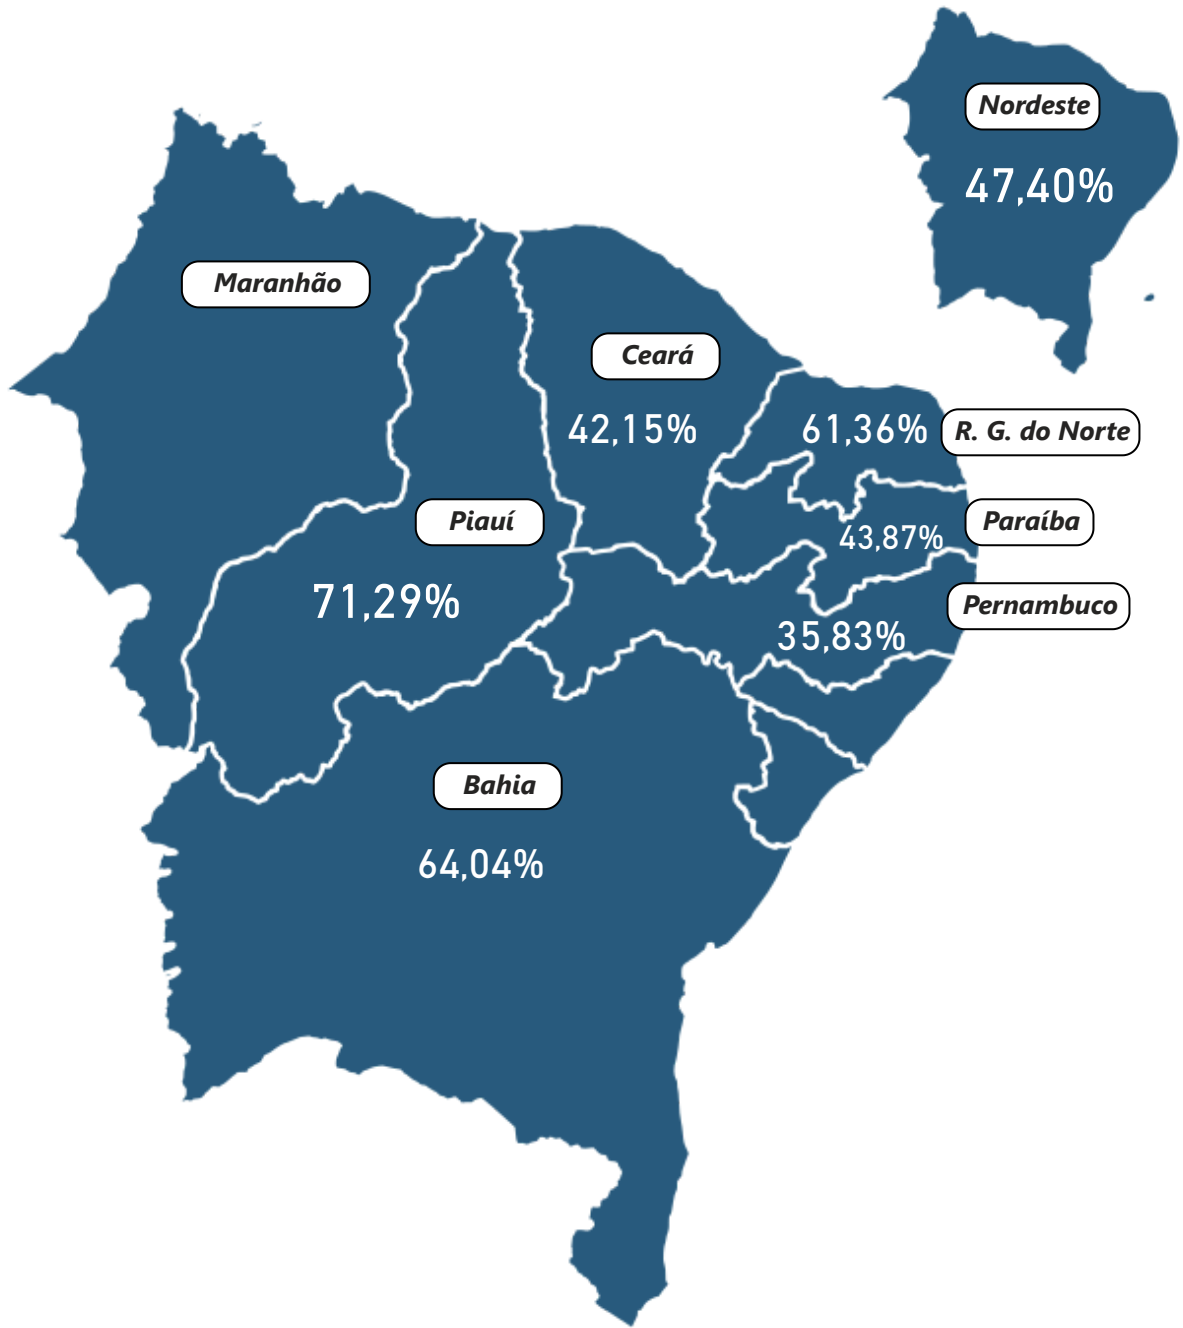 Nordeste
47,40%
Maranhão
Ceará
42,15%
61,36%
R. G. do Norte
Piauí
71,29%
Paraíba
43,87%
Pernambuco
35,83%
Bahia
64,04%